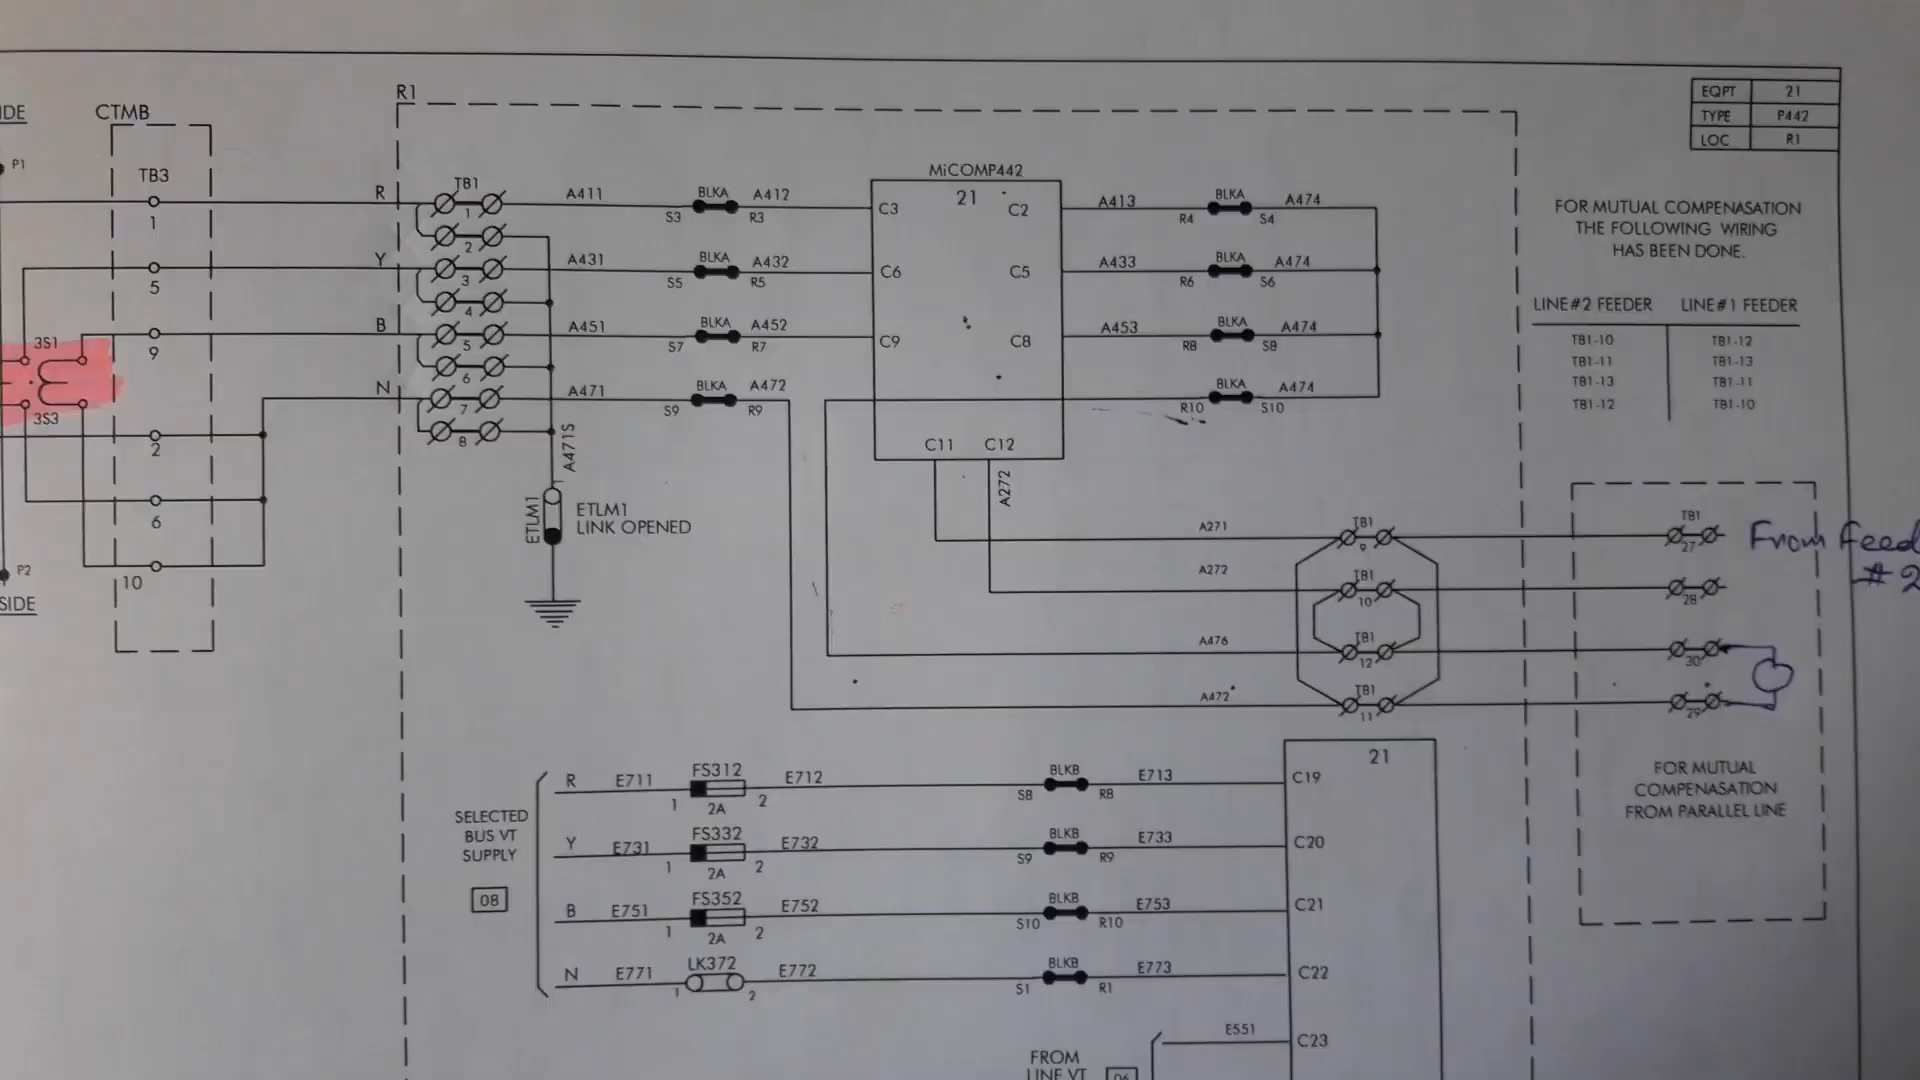 IDE
CTMB
R1
EQPT 21
TYPE P442
LOC R1
P1
TB3
1
5
9
2
6
10
3S1
3S3
P2
SIDE
R
Y
B
N
TB1
1
2
3
4
5
6
7
8
A411
A431
A451
A471
A471S
BLKA
S3
R3
A412
BLKA
S5
R5
A432
BLKA
S7
R7
A452
BLKA
S9
R9
A472
ETLM1
ETLM1
LINK OPENED
MiCOMP442
21
C3
C2
C6
C5
C9
C8
C11
C12
A272
A413
BLKA
R4
S4
A474
A433
BLKA
R6
S6
A474
A453
BLKA
R8
S8
A474
BLKA
R10
S10
A474
FOR MUTUAL COMPENASATION
THE FOLLOWING WIRING
HAS BEEN DONE.
LINE#2 FEEDER LINE#1 FEEDER
TB1-10 TB1-12
TB1-11 TB1-13
TB1-13 TB1-11
TB1-12 TB1-10
A271
TB1
9
A272
TB1
10
A476
TB1
12
A472
TB1
11
TB1
27
28
30
29
From Feed
#2
FOR MUTUAL
COMPENASATION
FROM PARALLEL LINE
SELECTED
BUS VT
SUPPLY
08
R E711 FS312 E712
1 2A 2
BLKB
S8 R8
E713
Y E731 FS332 E732
1 2A 2
BLKB
S9 R9
E733
B E751 FS352 E752
1 2A 2
BLKB
S10 R10
E753
N E771 LK372 E772
1 2
BLKB
S1 R1
E773
21
C19
C20
C21
C22
C23
E551
FROM
LINE VT
06